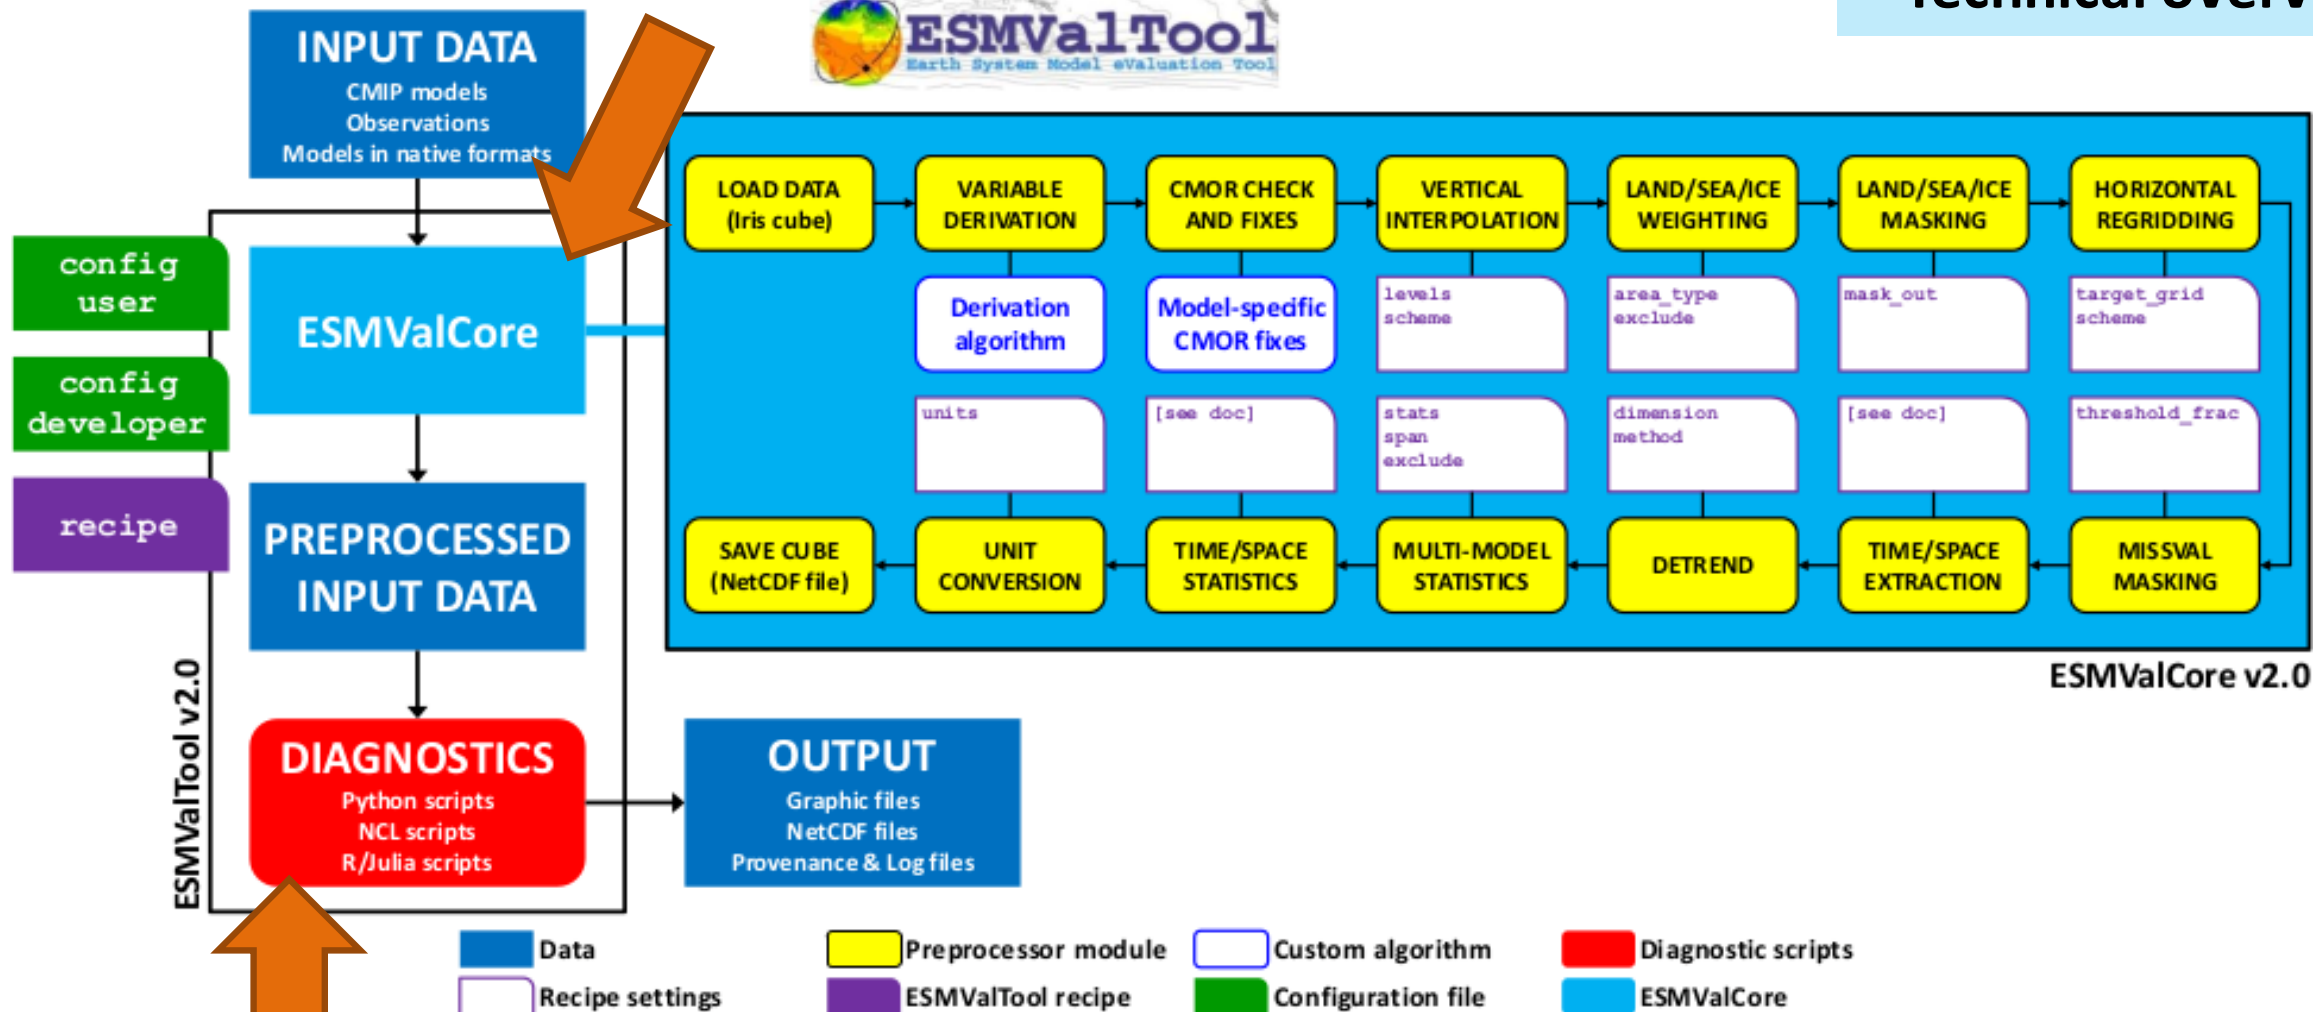 Technical Overv
ESMValTool
Earth System Model eValuation Tool
INPUT DATA
CMIP models
Observations
Models in native formats
config
user
config
developer
recipe
ESMValCore
PREPROCESSED
INPUT DATA
DIAGNOSTICS
Python scripts
NCL scripts
R/Julia scripts
ESMValTool v2.0
OUTPUT
Graphic files
NetCDF files
Provenance & Log files
LOAD DATA
(Iris cube)
VARIABLE
DERIVATION
CMOR CHECK
AND FIXES
VERTICAL
INTERPOLATION
LAND/SEA/ICE
WEIGHTING
LAND/SEA/ICE
MASKING
HORIZONTAL
REGRIDDING
Derivation
algorithm
Model-specific
CMOR fixes
levels
scheme
area_type
exclude
mask_out
target_grid
scheme
units
[see doc]
stats
span
exclude
dimension
method
[see doc]
threshold_frac
SAVE CUBE
(NetCDF file)
UNIT
CONVERSION
TIME/SPACE
STATISTICS
MULTI-MODEL
STATISTICS
DETREND
TIME/SPACE
EXTRACTION
MISSVAL
MASKING
ESMValCore v2.0
Data
Preprocessor module
Custom algorithm
Diagnostic scripts
Recipe settings
ESMValTool recipe
Configuration file
ESMValCore